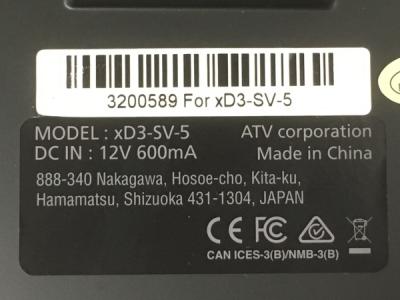 3200589 For xD3-SV-5
MODEL : xD3-SV-5 ATV corporation
DC IN : 12V 600mA Made in China
888-340 Nakagawa, Hosoe-cho, Kita-ku,
Hamamatsu, Shizuoka 431-1304, JAPAN
CE FC
CAN ICES-3(B)/NMB-3(B)